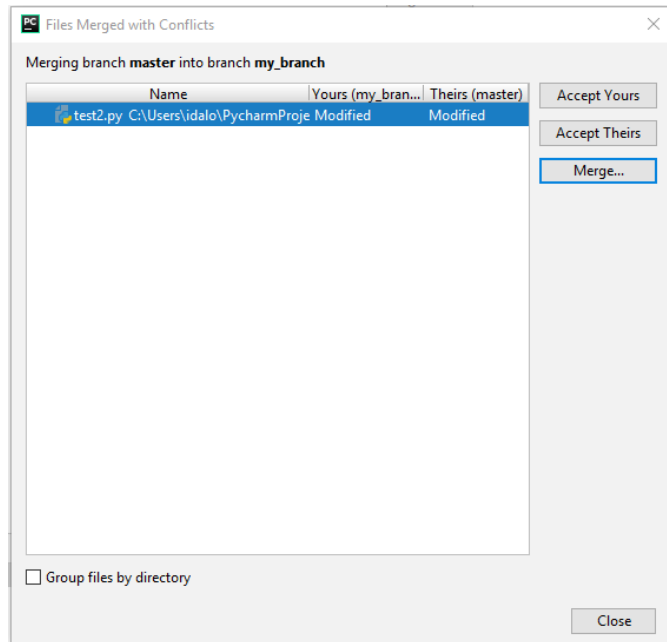 PC Files Merged with Conflicts
Merging branch master into branch my_branch
Name Yours (my_bran... Theirs (master)
test2.py C:\Users\idalo\PycharmProje Modified Modified
Accept Yours
Accept Theirs
Merge...
Group files by directory
Close